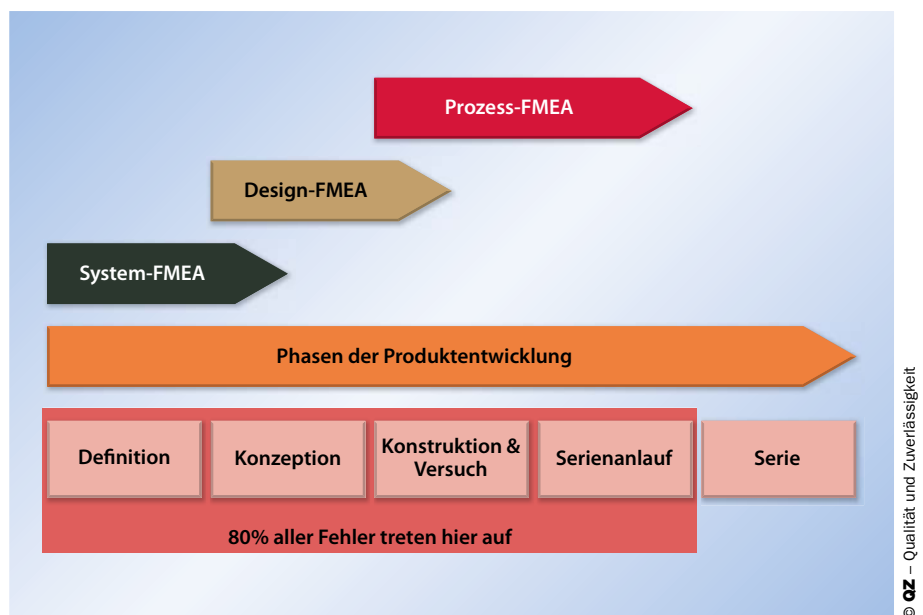 Prozess-FMEA
Design-FMEA
System-FMEA
Phasen der Produktentwicklung
Definition
Konzeption
Konstruktion &
Versuch
Serienanlauf
Serie
80% aller Fehler treten hier auf
© QZ – Qualität und Zuverlässigkeit